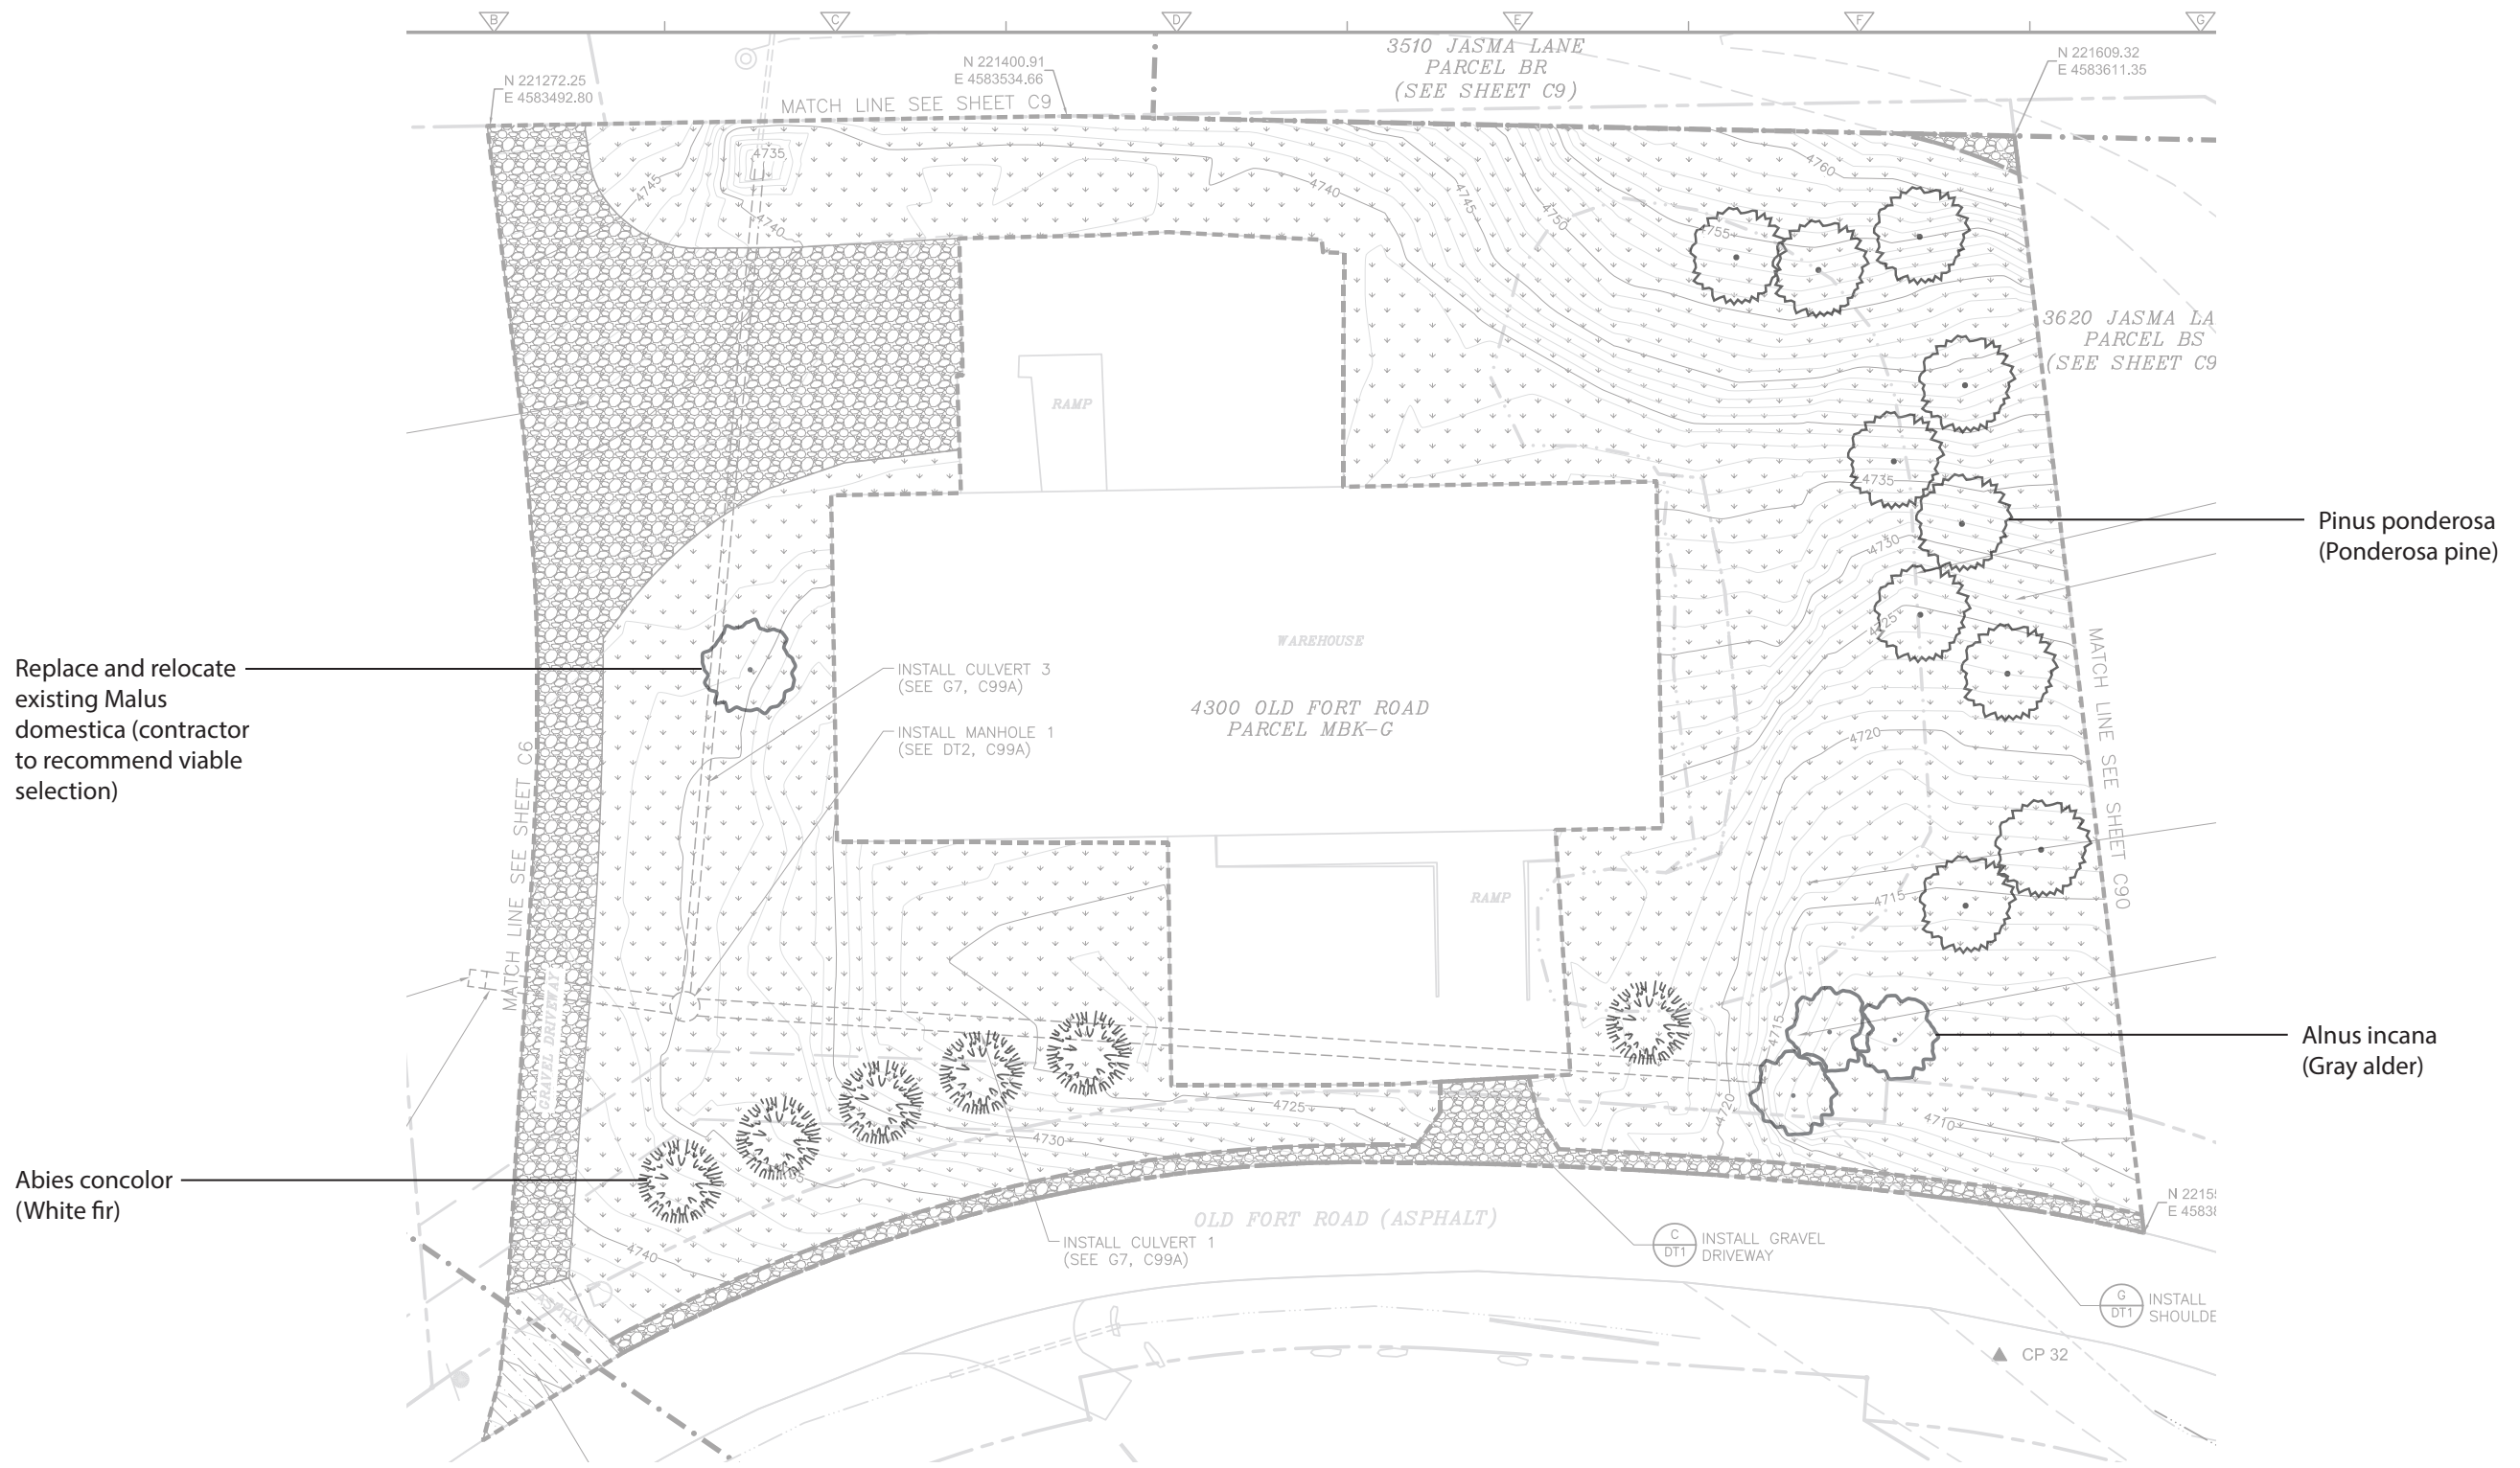 B
C
D
E
F
G
3510 JASMA LANE
PARCEL BR
(SEE SHEET C9)
N 221609.32
E 4583611.35
N 221400.91
E 4583534.66
N 221272.25
E 4583492.80
MATCH LINE SEE SHEET C9
4735
4745
4740
4740
4745
4750
4755
4760
3620 JASMA LA
PARCEL BS
(SEE SHEET C9
RAMP
4735
Pinus ponderosa
(Ponderosa pine)
4730
4725
WAREHOUSE
Replace and relocate
existing Malus
domestica (contractor
to recommend viable
selection)
INSTALL CULVERT 3
(SEE G7, C99A)
4300 OLD FORT ROAD
PARCEL MBK-G
INSTALL MANHOLE 1
(SEE DT2, C99A)
4720
MATCH LINE SEE SHEET C90
MATCH LINE SEE SHEET C6
RAMP
4715
GRAVEL DRIVEWAY
4715
Alnus incana
(Gray alder)
4725
4720
4710
4730
Abies concolor
(White fir)
N 2215
E 45838
OLD FORT ROAD (ASPHALT)
INSTALL CULVERT 1
(SEE G7, C99A)
C
DT1
INSTALL GRAVEL
DRIVEWAY
4740
ASPHALT
G
DT1
INSTALL
SHOULDE
CP 32